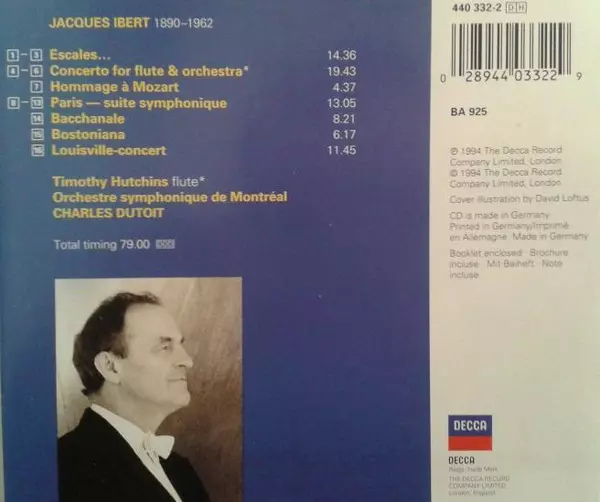 JACQUES IBERT 1890–1962
1 – 3 Escales... 14.36
4 – 6 Concerto for flute & orchestra* 19.43
7 Hommage à Mozart 4.37
8 – 13 Paris — suite symphonique 13.05
14 Bacchanale 8.21
15 Bostoniana 6.17
16 Louisville-concert 11.45
Timothy Hutchins flute*
Orchestre symphonique de Montréal
CHARLES DUTOIT
Total timing 79.00 DDD
440 332-2 DH
0 28944 03322 9
BA 925
℗ 1994 The Decca Record
Company Limited, London
© 1994 The Decca Record
Company Limited, London
Cover illustration by David Loftus
CD is made in Germany
Printed in Germany/Imprimé
en Allemagne Made in Germany
Booklet enclosed · Brochure
incluse · Mit Beiheft · Note
incluse
DECCA
DECCA
THE DECCA RECORD
COMPANY LIMITED,
London, England